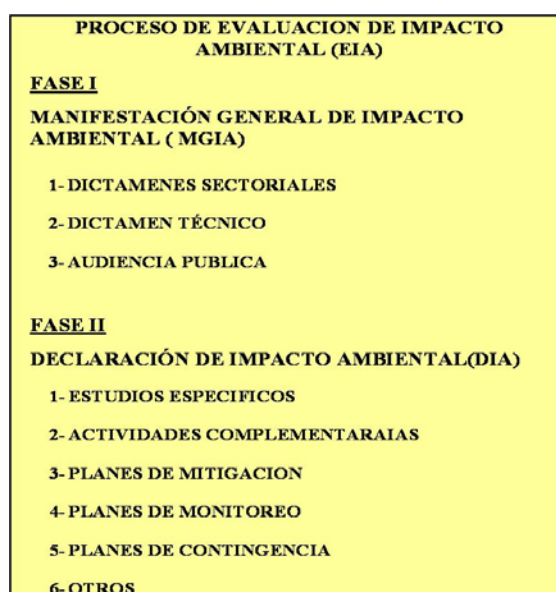 PROCESO DE EVALUACION DE IMPACTO
AMBIENTAL (EIA)
FASE I
MANIFESTACIÓN GENERAL DE IMPACTO
AMBIENTAL ( MGIA)
1- DICTAMENES SECTORIALES
2- DICTAMEN TÉCNICO
3- AUDIENCIA PUBLICA
FASE II
DECLARACIÓN DE IMPACTO AMBIENTAL(DIA)
1- ESTUDIOS ESPECIFICOS
2- ACTIVIDADES COMPLEMENTARAIAS
3- PLANES DE MITIGACION
4- PLANES DE MONITOREO
5- PLANES DE CONTINGENCIA
6- OTROS